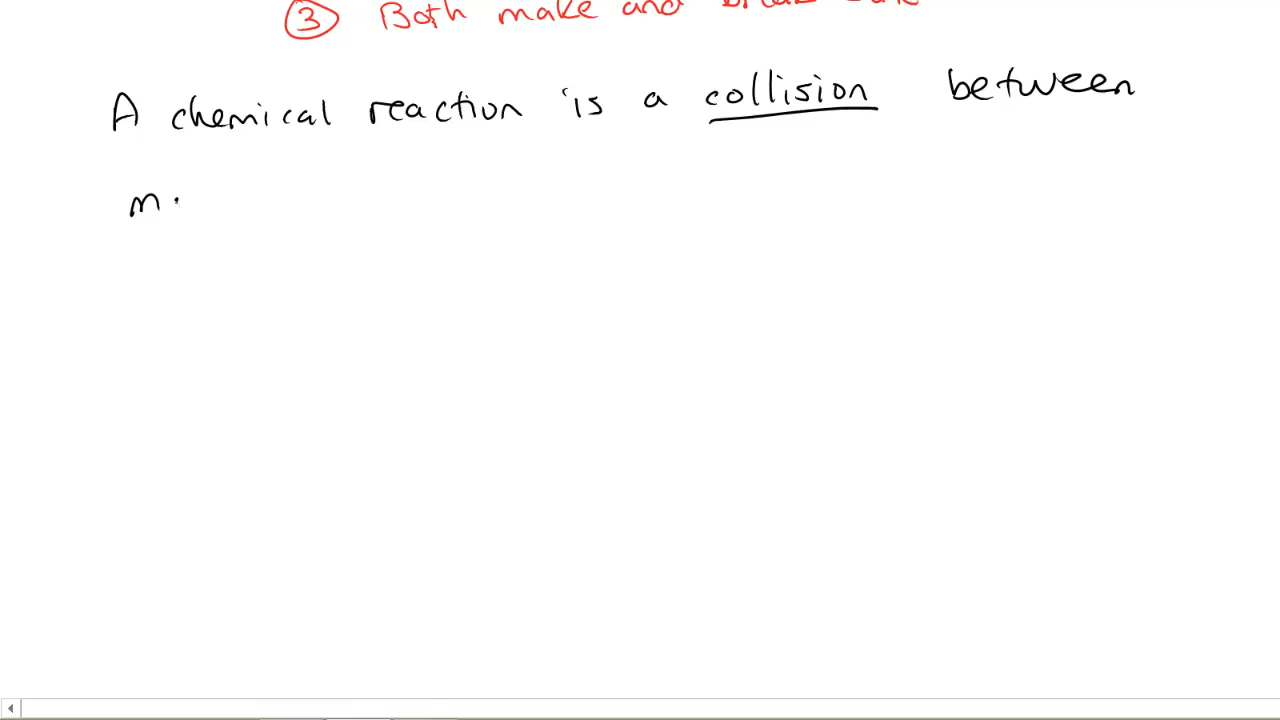 ③ Both make and
A chemical reaction is a collision between
m